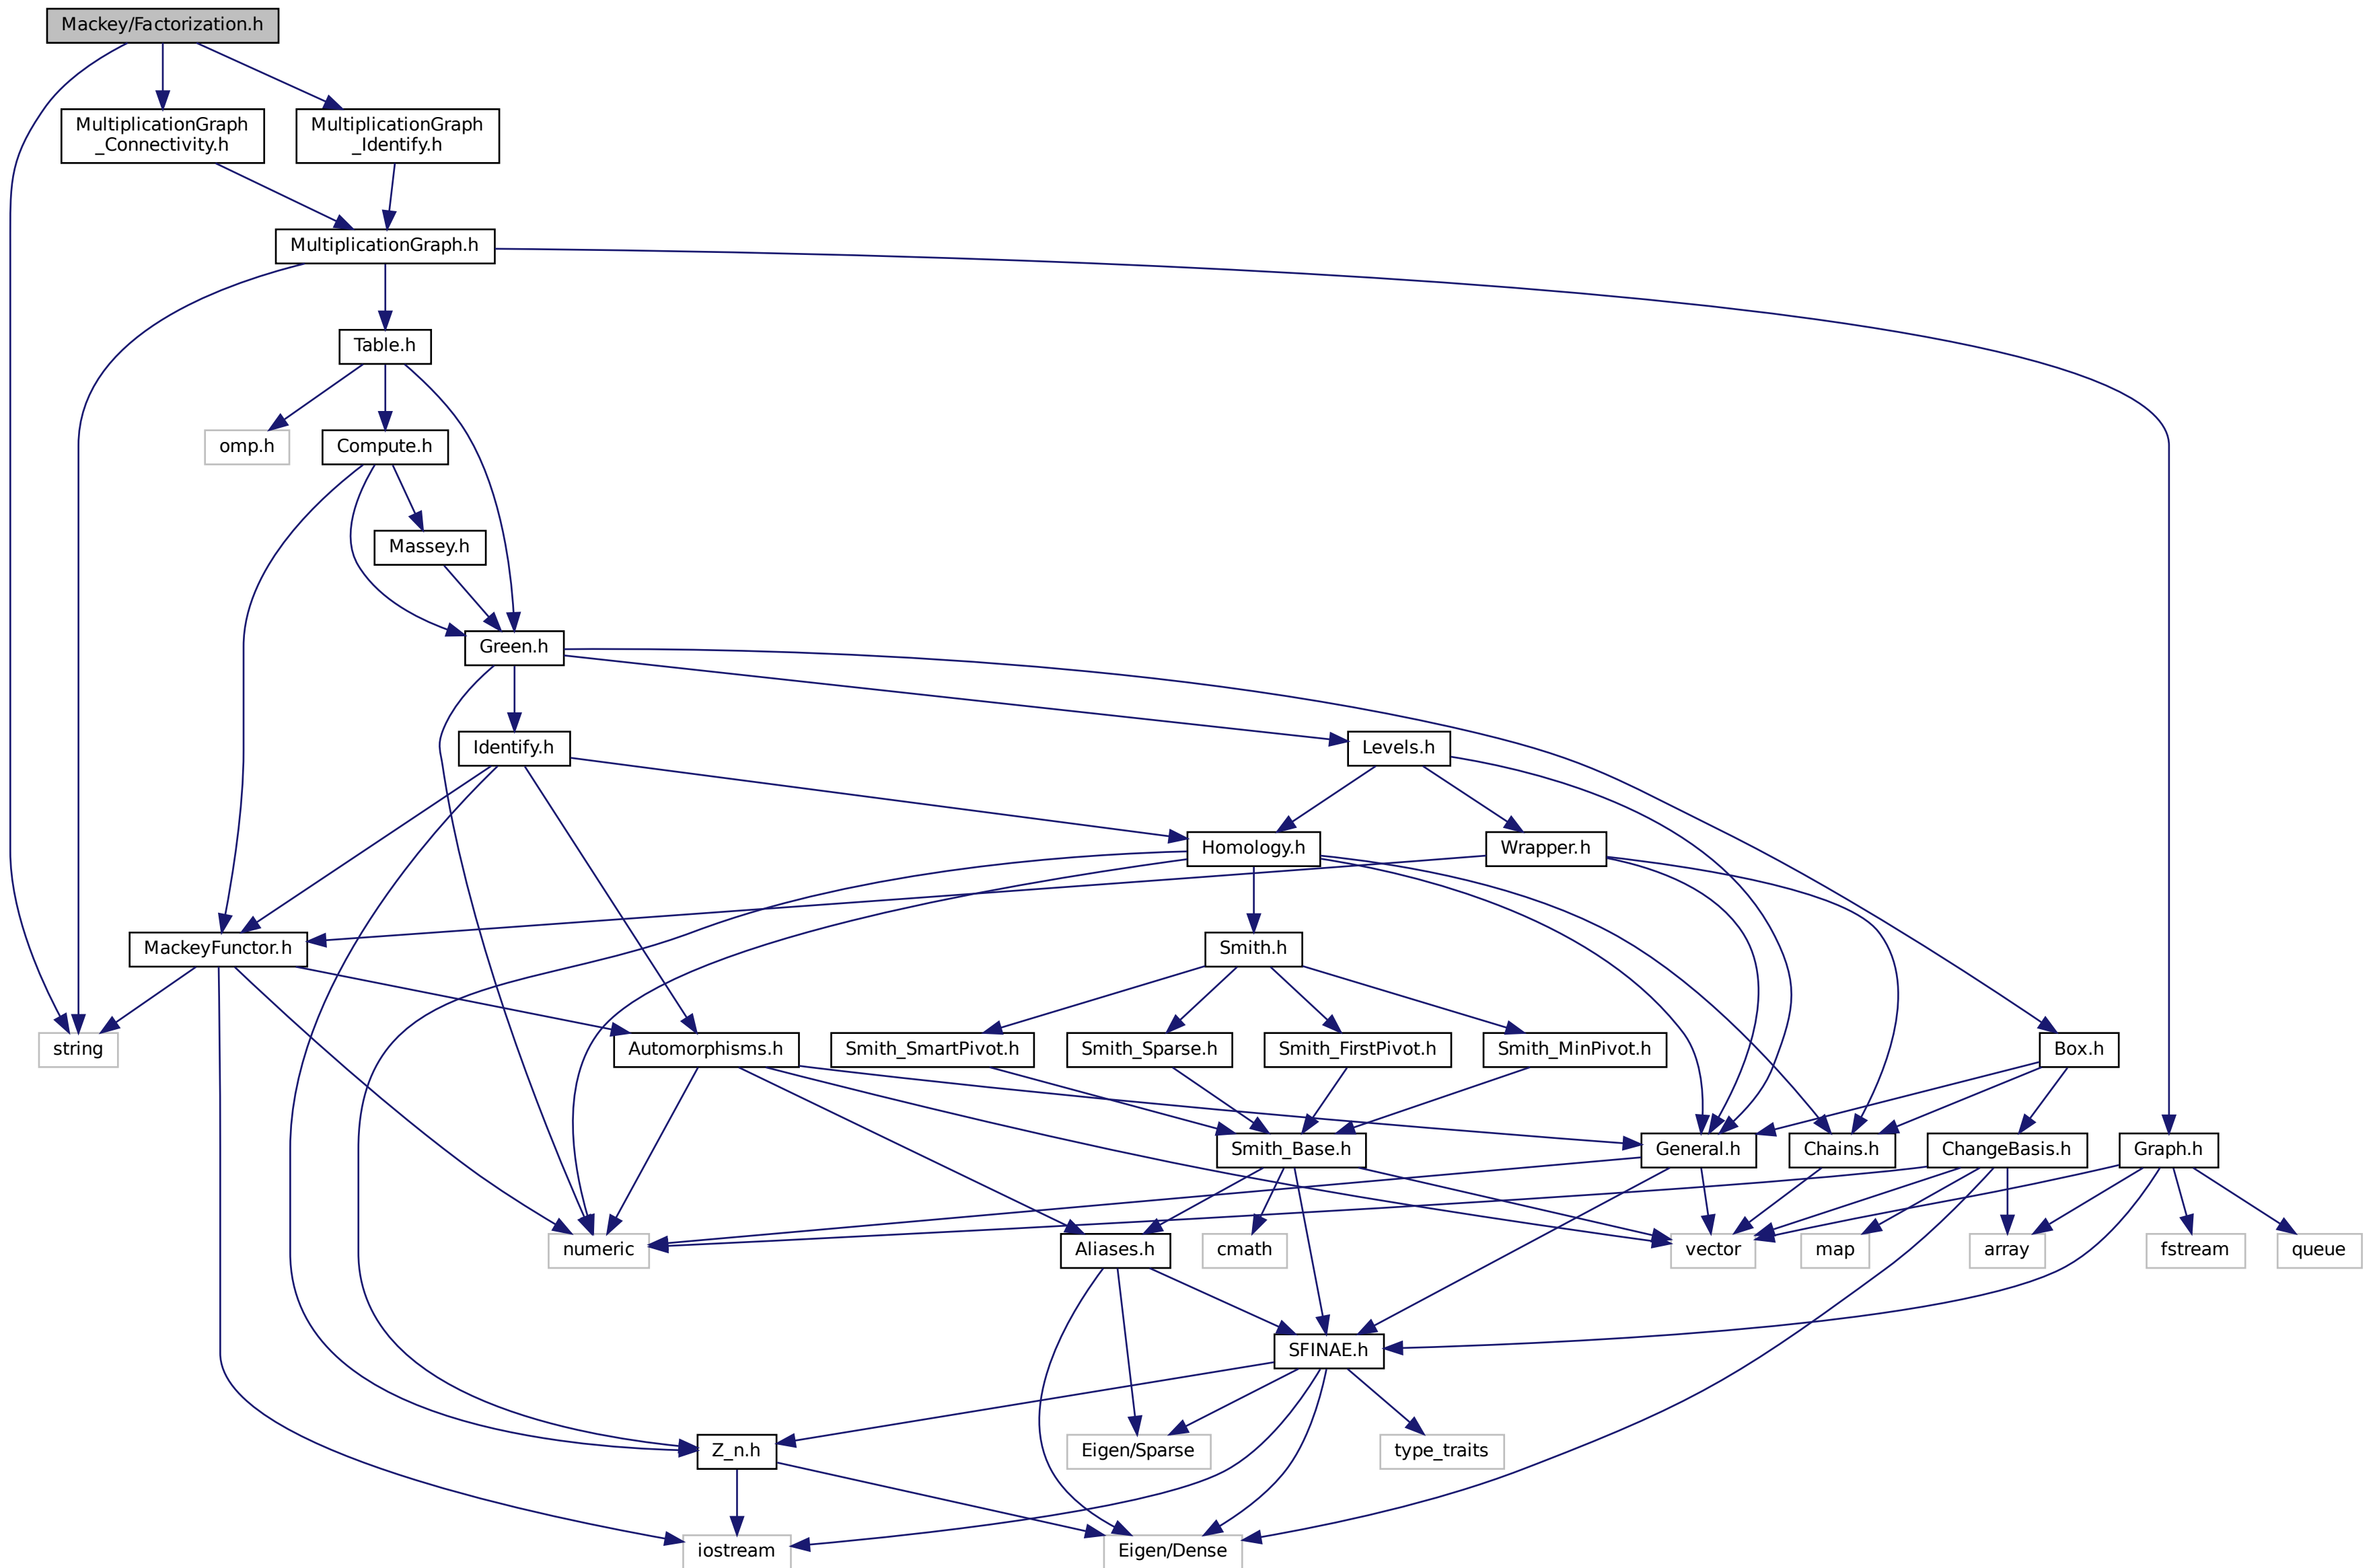 Mackey/Factorization.h
MultiplicationGraph
_Connectivity.h
MultiplicationGraph
_Identify.h
MultiplicationGraph.h
Table.h
omp.h
Compute.h
Massey.h
Green.h
Identify.h
Levels.h
Homology.h
Wrapper.h
MackeyFunctor.h
Smith.h
string
Automorphisms.h
Smith_SmartPivot.h
Smith_Sparse.h
Smith_FirstPivot.h
Smith_MinPivot.h
Box.h
Smith_Base.h
General.h
Chains.h
ChangeBasis.h
Graph.h
numeric
Aliases.h
cmath
vector
map
array
fstream
queue
SFINAE.h
Z_n.h
Eigen/Sparse
type_traits
iostream
Eigen/Dense